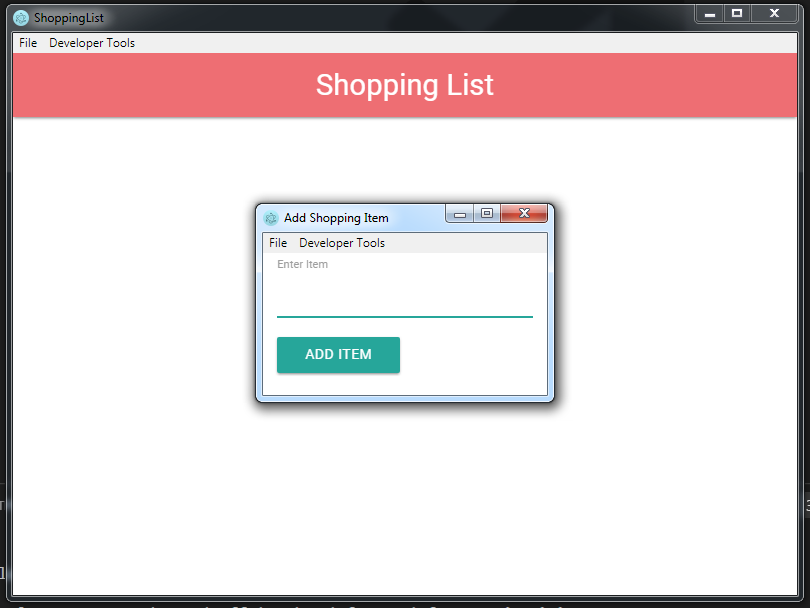 ShoppingList
File Developer Tools
Shopping List
Add Shopping Item
File Developer Tools
Enter Item
ADD ITEM